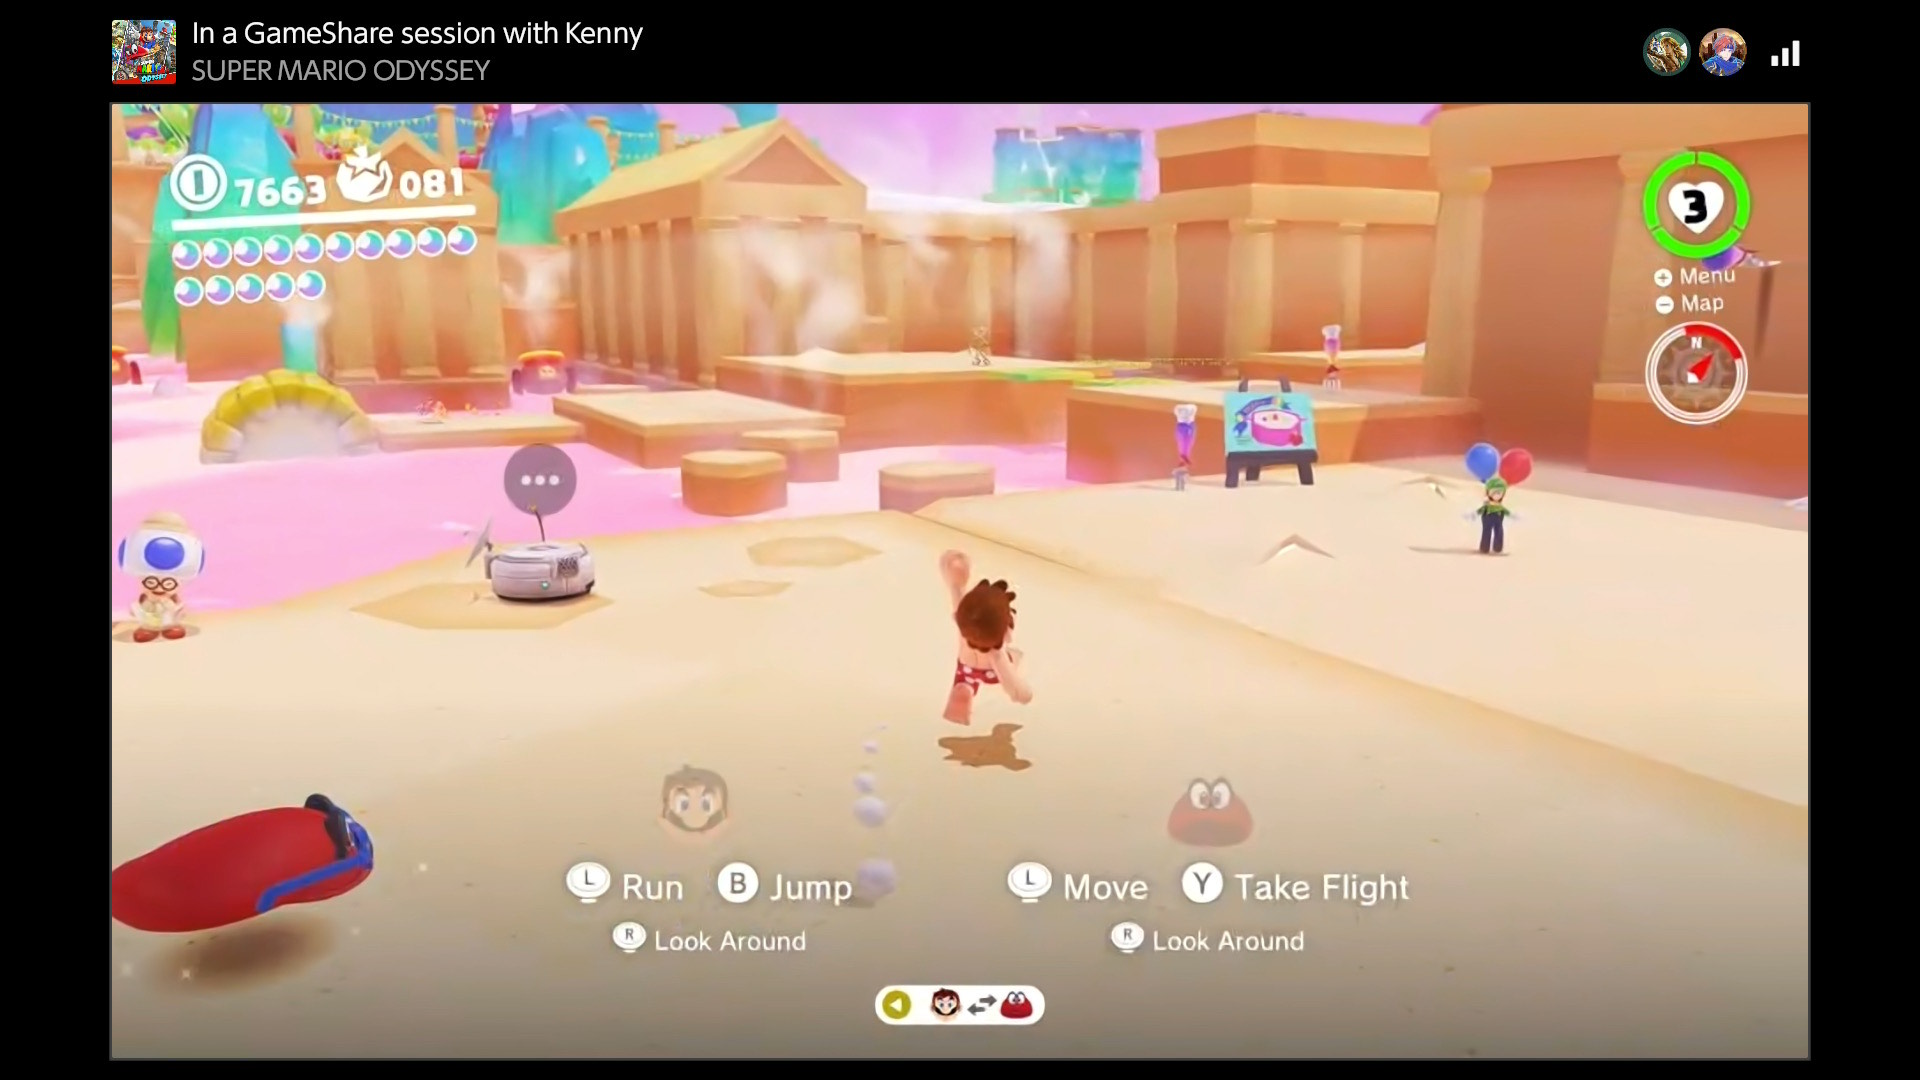 In a GameShare session with Kenny
SUPER MARIO ODYSSEY
7663 081
3
+ Menu
- Map
N
L Run B Jump
R Look Around
L Move Y Take Flight
R Look Around